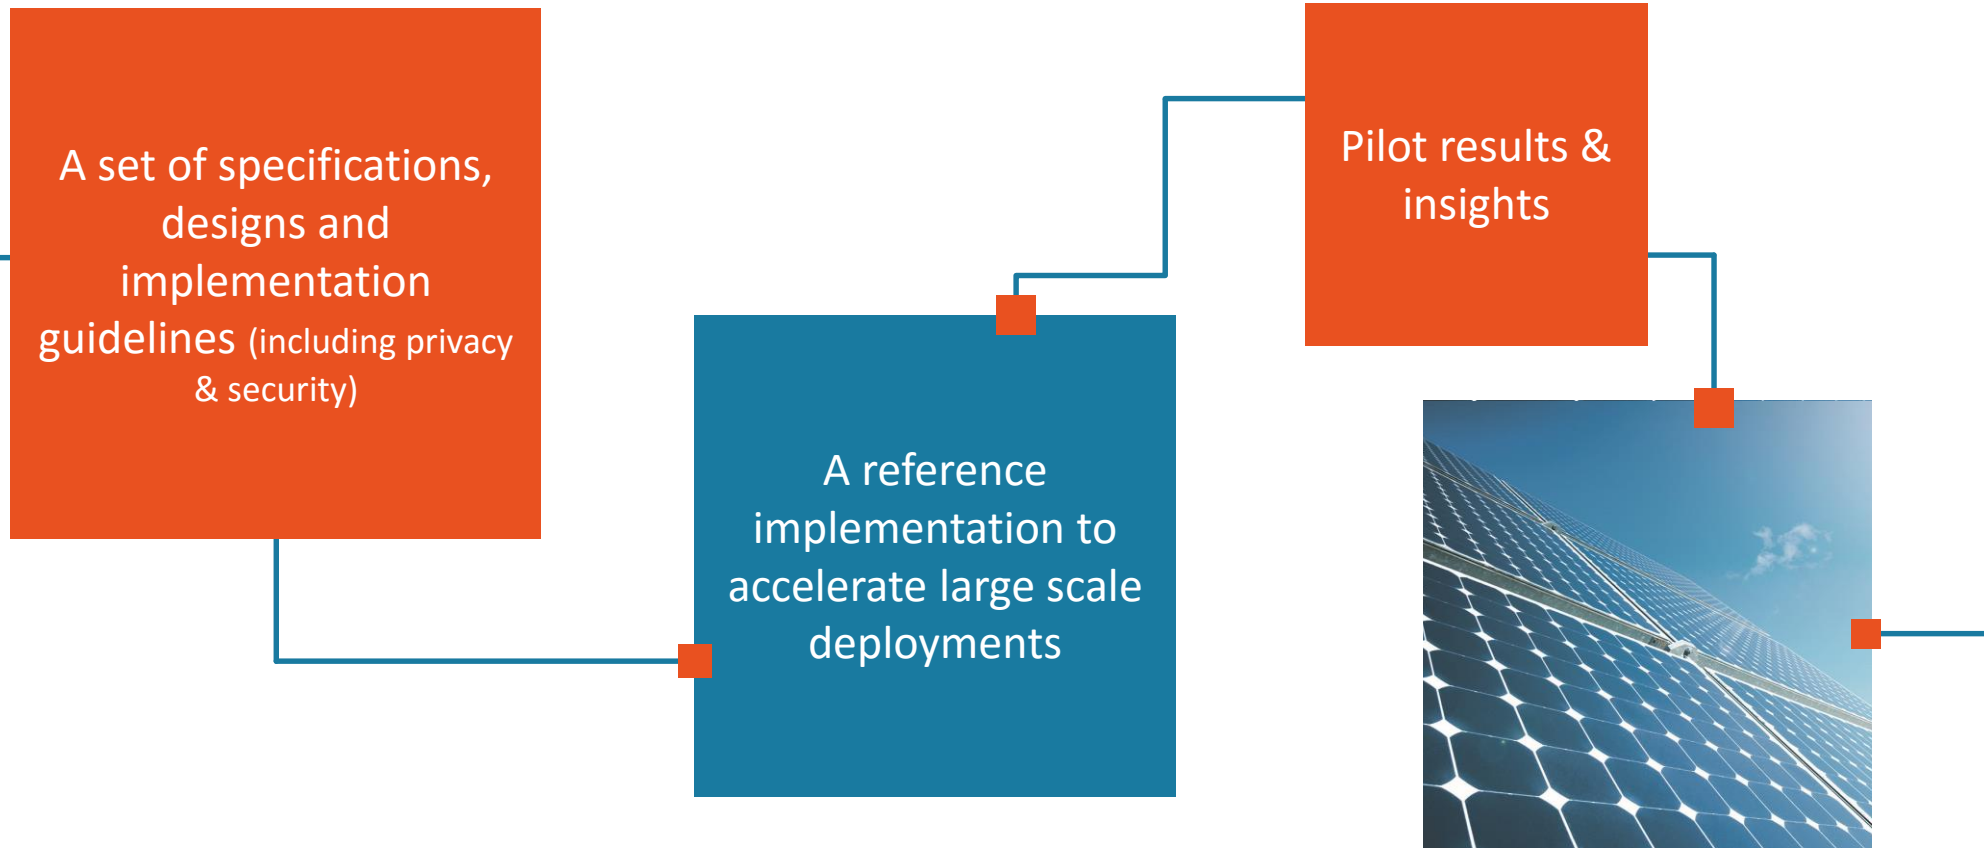 A set of specifications,
designs and
implementation
guidelines (including privacy
& security)
A reference
implementation to
accelerate large scale
deployments
Pilot results &
insights